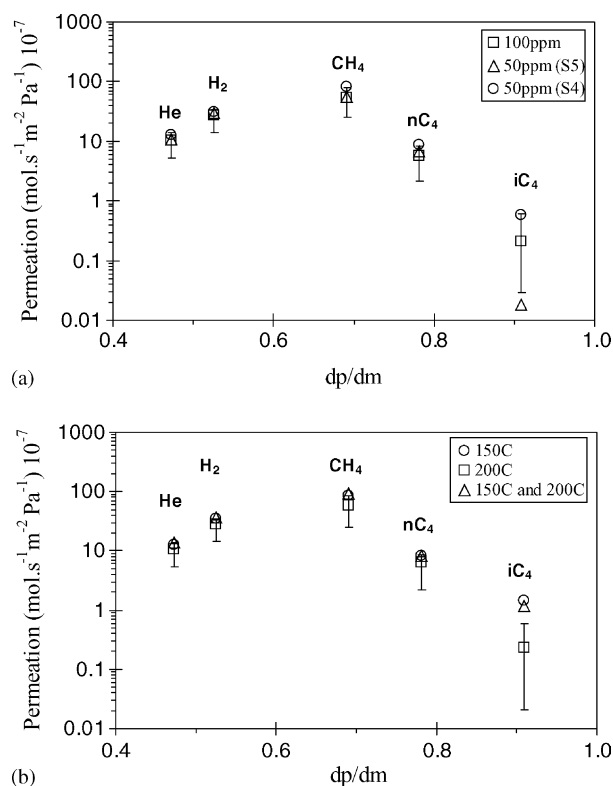 1000
100
10
1
0.1
0.01
Permeation (mol.s⁻¹m⁻² Pa⁻¹) 10⁻⁷
He
H₂
CH₄
nC₄
iC₄
100ppm
50ppm (S5)
50ppm (S4)
0.4 0.6 0.8 1.0
dp/dm
(a)
1000
100
10
1
0.1
0.01
Permeation (mol.s⁻¹m⁻² Pa⁻¹) 10⁻⁷
He
H₂
CH₄
nC₄
iC₄
150C
200C
150C and 200C
0.4 0.6 0.8 1.0
dp/dm
(b)